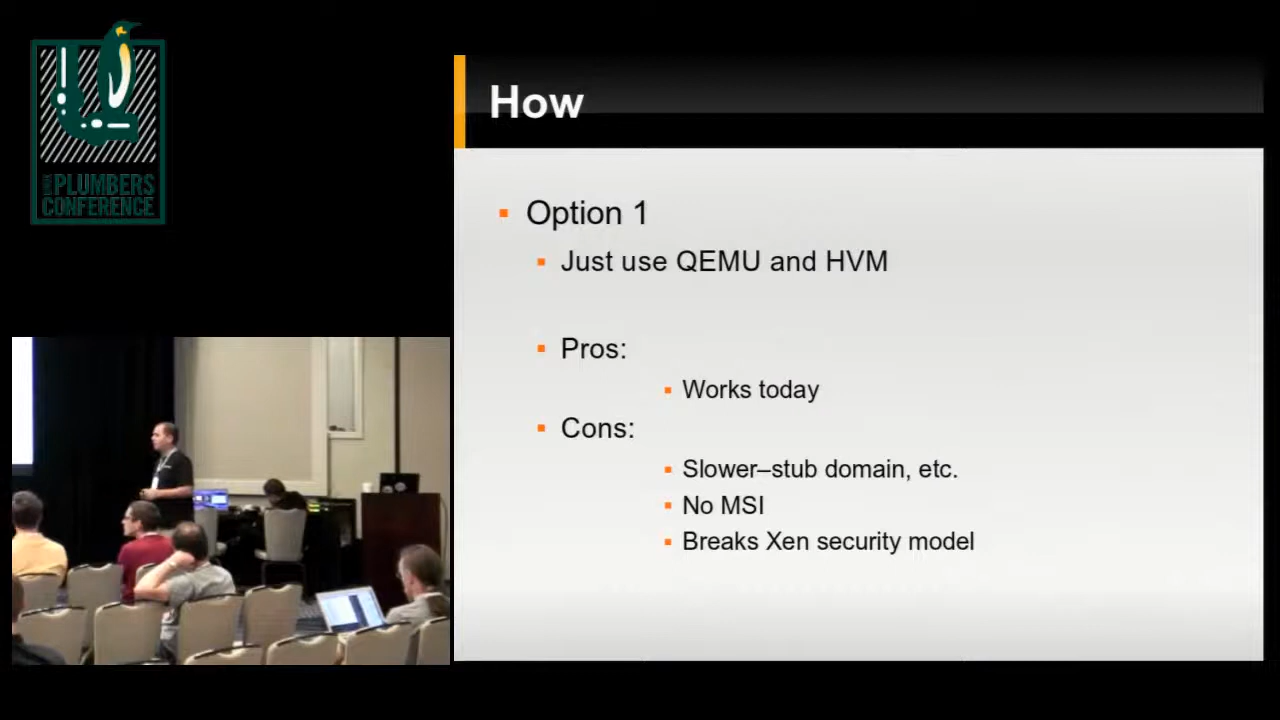 LINUX PLUMBERS
CONFERENCE
How
Option 1
Just use QEMU and HVM
Pros:
Works today
Cons:
Slower–stub domain, etc.
No MSI
Breaks Xen security model